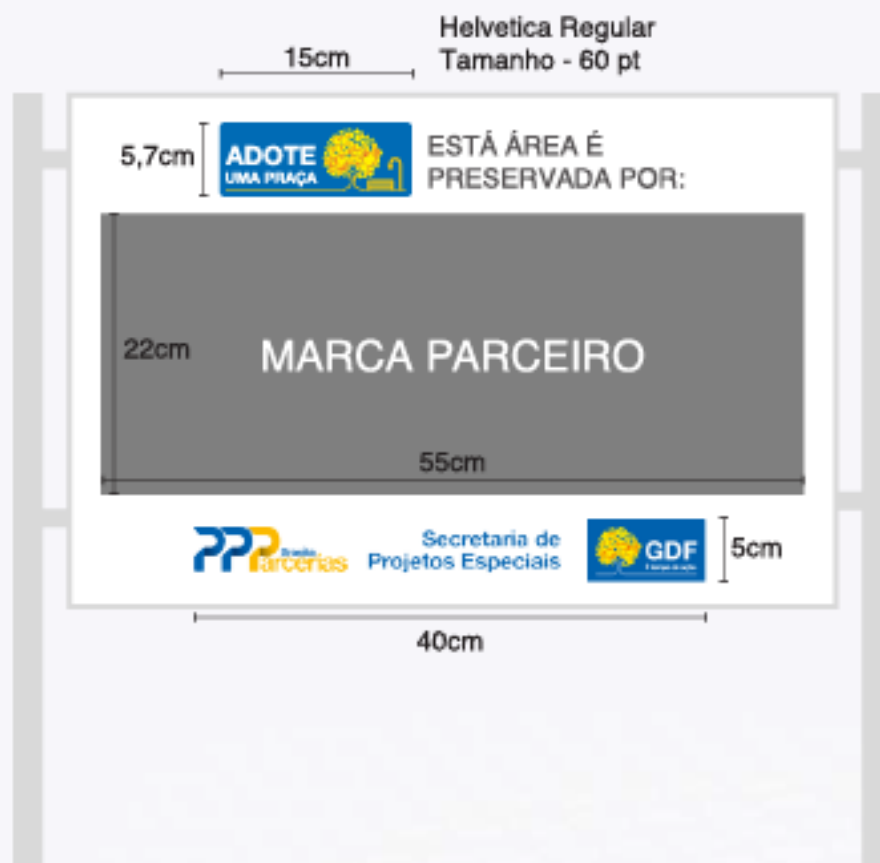 Helvetica Regular
15cm
Tamanho - 60 pt
5,7cm
ADOTE
UMA PRAÇA
ESTÁ ÁREA É
PRESERVADA POR:
22cm
MARCA PARCEIRO
55cm
PPP
Parcerias
Secretaria de
Projetos Especiais
GDF
5cm
40cm